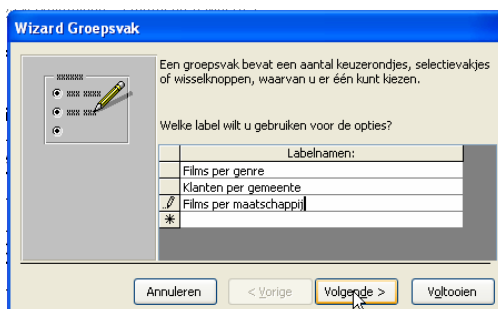 Wizard Groepsvak
Een groepsvak bevat een aantal keuzerondjes, selectievakjes
of wisselknoppen, waarvan u er één kunt kiezen.
Welke label wilt u gebruiken voor de opties?
Labelnamen:
Films per genre
Klanten per gemeente
Films per maatschappij
Annuleren
< Vorige
Volgende >
Voltooien